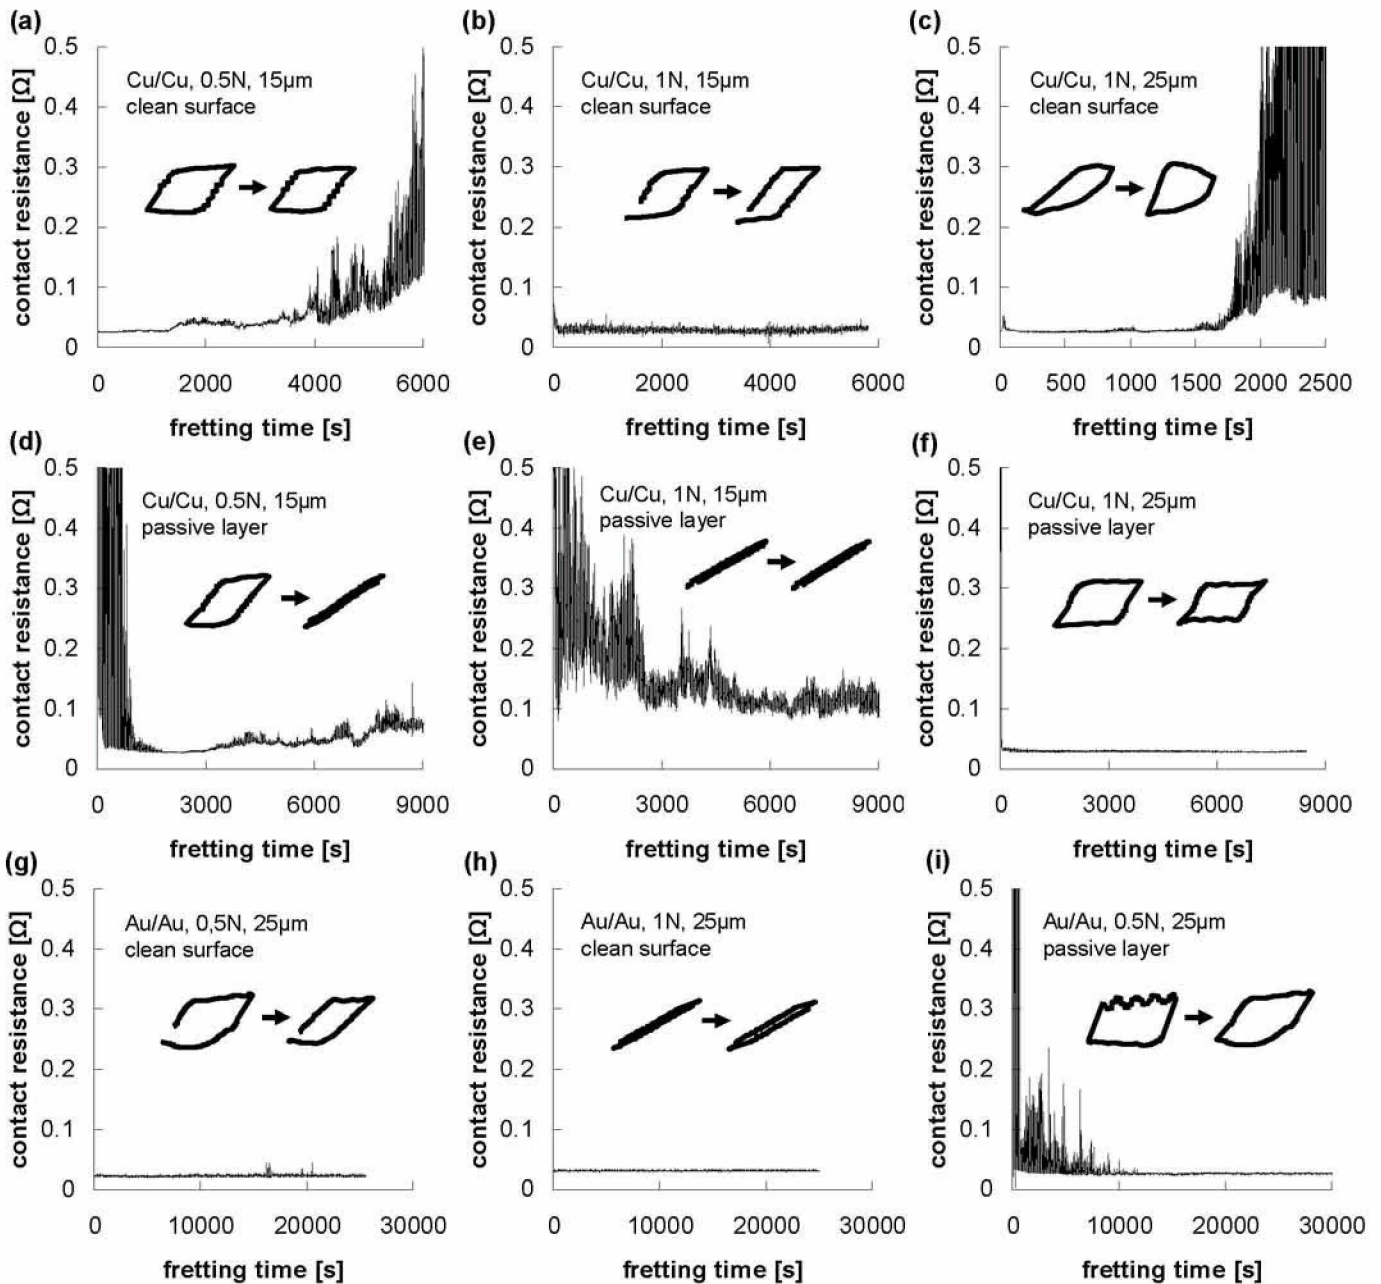 (a)
contact resistance [Ω]
0.5
0.4
0.3
0.2
0.1
0
Cu/Cu, 0.5N, 15µm
clean surface
0 2000 4000 6000
fretting time [s]
(b)
contact resistance [Ω]
0.5
0.4
0.3
0.2
0.1
0
Cu/Cu, 1N, 15µm
clean surface
0 2000 4000 6000
fretting time [s]
(c)
contact resistance [Ω]
0.5
0.4
0.3
0.2
0.1
0
Cu/Cu, 1N, 25µm
clean surface
0 500 1000 1500 2000 2500
fretting time [s]
(d)
contact resistance [Ω]
0.5
0.4
0.3
0.2
0.1
0
Cu/Cu, 0.5N, 15µm
passive layer
0 3000 6000 9000
fretting time [s]
(e)
contact resistance [Ω]
0.5
0.4
0.3
0.2
0.1
0
Cu/Cu, 1N, 15µm
passive layer
0 3000 6000 9000
fretting time [s]
(f)
contact resistance [Ω]
0.5
0.4
0.3
0.2
0.1
0
Cu/Cu, 1N, 25µm
passive layer
0 3000 6000 9000
fretting time [s]
(g)
contact resistance [Ω]
0.5
0.4
0.3
0.2
0.1
0
Au/Au, 0,5N, 25µm
clean surface
0 10000 20000 30000
fretting time [s]
(h)
contact resistance [Ω]
0.5
0.4
0.3
0.2
0.1
0
Au/Au, 1N, 25µm
clean surface
0 10000 20000 30000
fretting time [s]
(i)
contact resistance [Ω]
0.5
0.4
0.3
0.2
0.1
0
Au/Au, 0.5N, 25µm
passive layer
0 10000 20000 30000
fretting time [s]